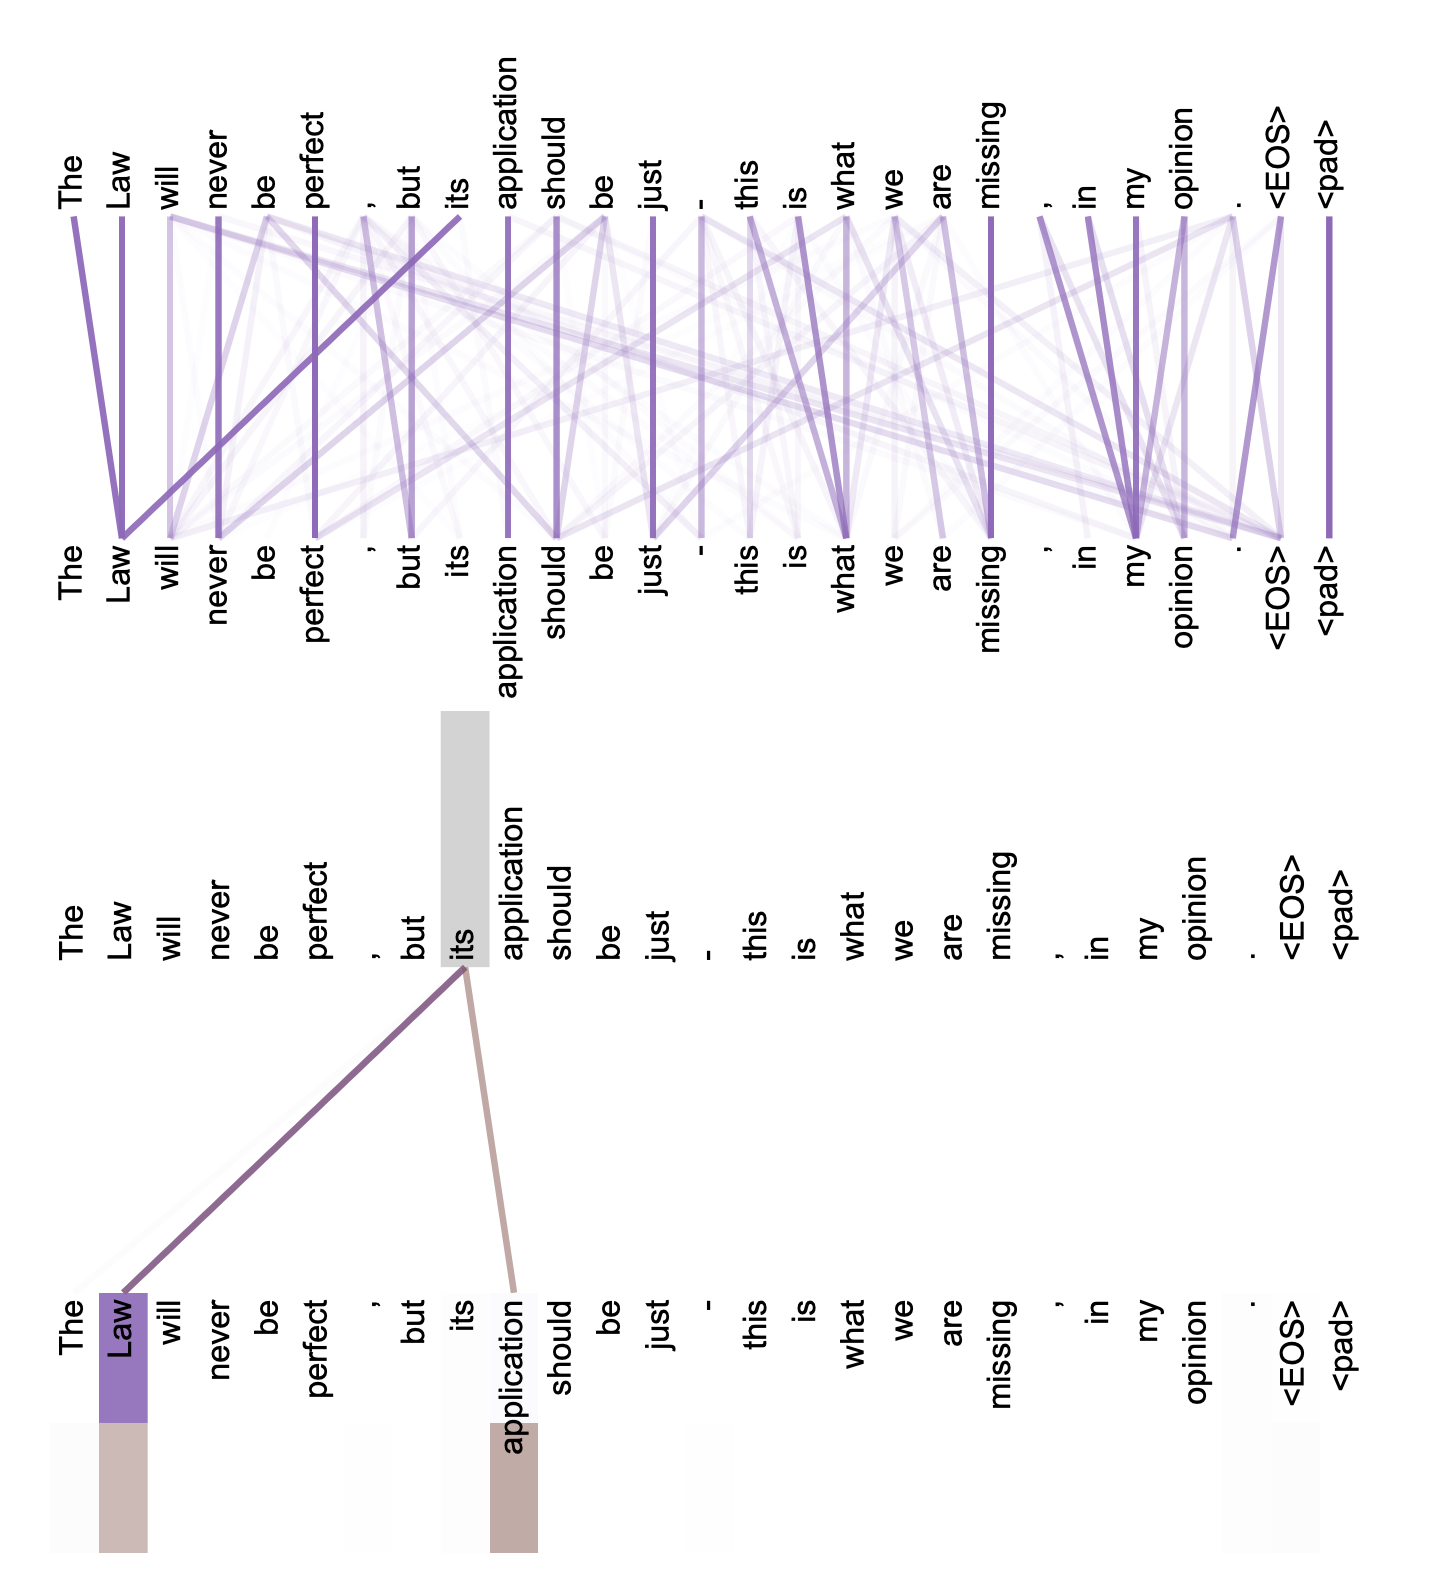 The Law will never be perfect , but its application should be just - this is what we are missing , in my opinion . <EOS> <pad>
The Law will never be perfect , but its application should be just - this is what we are missing , in my opinion . <EOS> <pad>
The Law will never be perfect , but its application should be just - this is what we are missing , in my opinion . <EOS> <pad>
The Law will never be perfect , but its application should be just - this is what we are missing , in my opinion . <EOS> <pad>